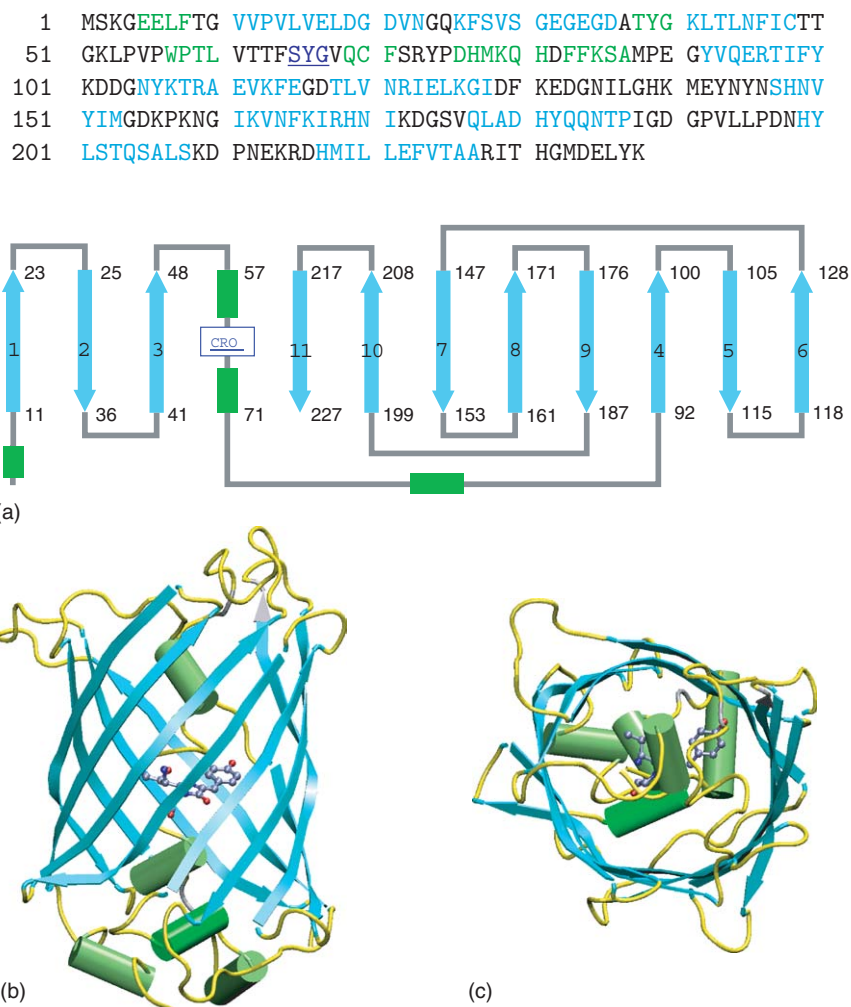 1 MSKGEELFTG VVPVLVELDG DVNGQKFSVS GEGEGDATYG KLTLNFICTT
51 GKLPVPWPTL VTTFSYGVQC FSRYPDHMKQ HDFFKSAMPE GYVQERTIFY
101 KDDGNYKTRA EVKFEGDTLV NRIELKGIDF KEDGNILGHK MEYNYNSHNV
151 YIMGDKPKNG IKVNFKIRHN IKDGSVQLAD HYQQNTPIGD GPVLLPDNHY
201 LSTQSALSKD PNEKRDHMIL LEFVTAARIT HGMDELYK
23 25 48 57 217 208 147 171 176 100 105 128
1 2 3 CRO 11 10 7 8 9 4 5 6
11 36 41 71 227 199 153 161 187 92 115 118
(a)
(b) (c)